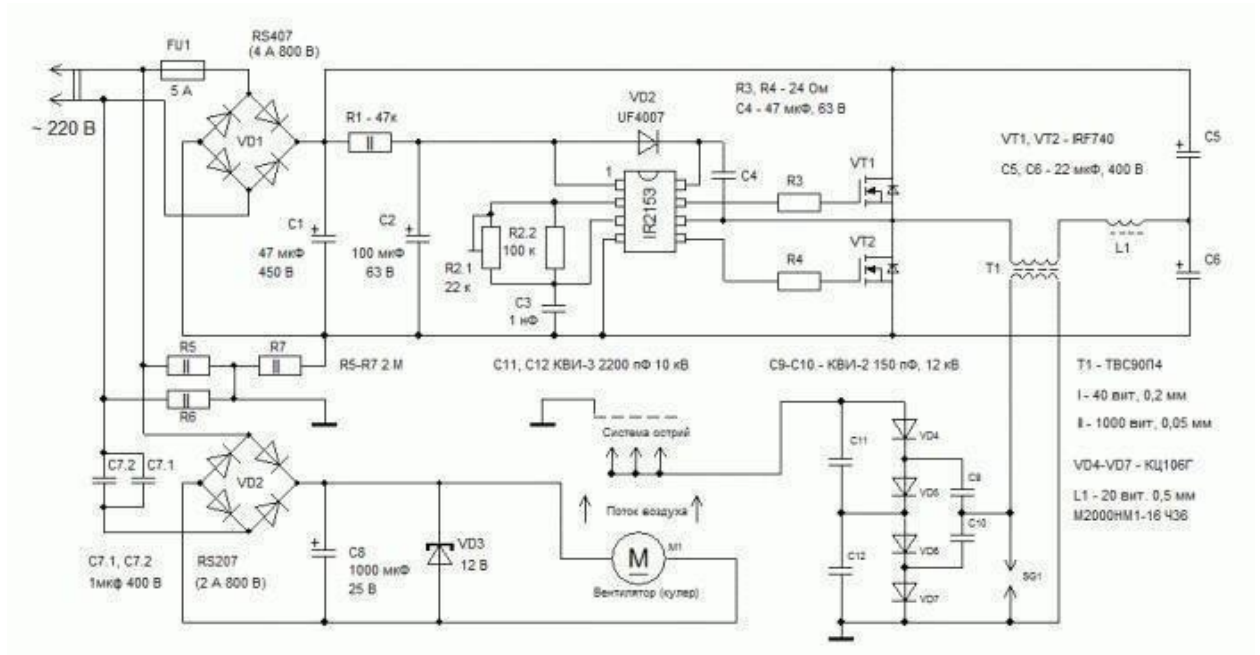 FU1
5 А
RS407
(4 А 800 В)
~ 220 В
VD1
R1 - 47к
VD2
UF4007
R3, R4 - 24 Ом
C4 - 47 мкФ, 63 В
VT1, VT2 - IRF740
C5, C6 - 22 мкФ, 400 В
C5
C6
1
IR2153
C4
R3
VT1
R4
VT2
C1
47 мкФ
450 В
C2
100 мкФ
63 В
R2.1
22 к
R2.2
100 к
C3
1 нФ
T1
L1
R5
R7
R6
R5-R7 2 М
C11, C12 КВИ-3 2200 пФ 10 кВ
C9-C10 - КВИ-2 150 пФ, 12 кВ
T1 - ТВС90П4
I - 40 вит, 0,2 мм
II - 1000 вит, 0,05 мм
VD4-VD7 - КЦ106Г
L1 - 20 вит. 0,5 мм
М2000НМ1-16 Ч36
Система острий
Поток воздуха
C7.2
C7.1
VD2
C7.1, C7.2
1мкф 400 В
RS207
(2 А 800 В)
C8
1000 мкФ
25 В
VD3
12 В
M
M1
Вентилятор (кулер)
C11
C12
VD4
VD5
VD6
VD7
C9
C10
SG1